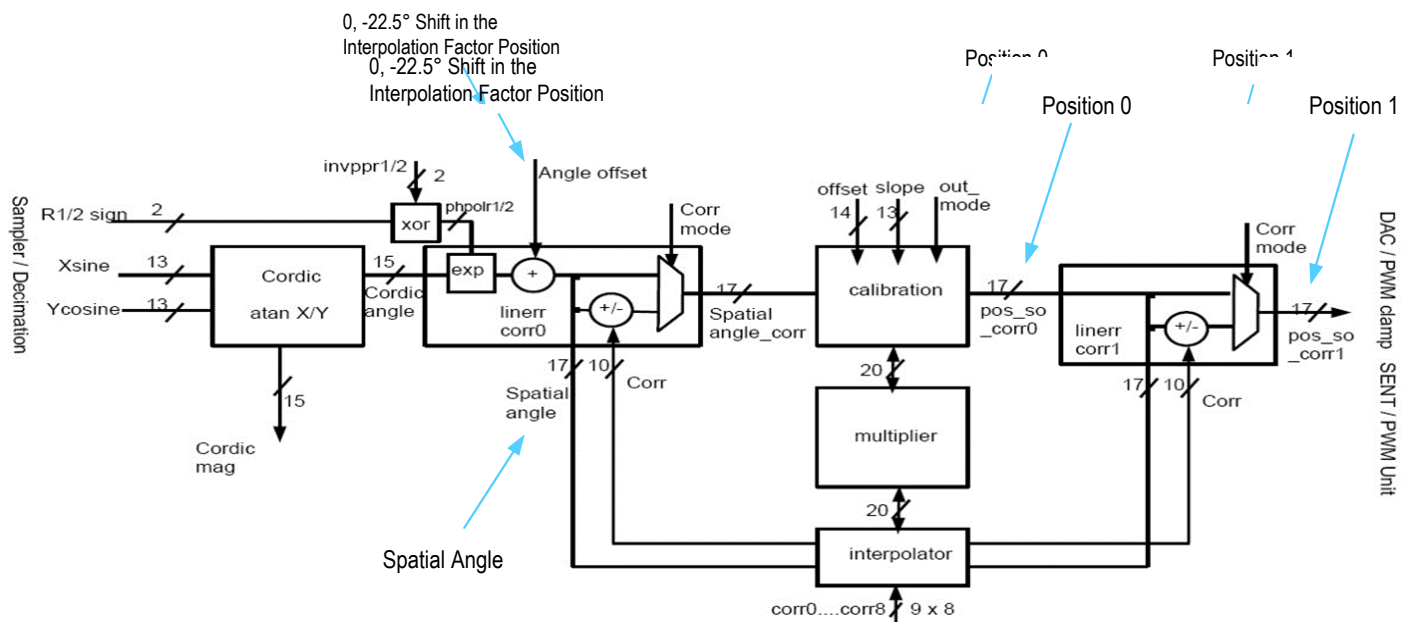 0, -22.5° Shift in the
Interpolation Factor Position
0, -22.5° Shift in the
Interpolation Factor Position
Position 0
Position 1
Position 0
Position 1
invppr1/2
2
Angle offset
offset
slope
out_
mode
14
13
Corr
mode
Corr
mode
Sampler / Decimation
R1/2 sign
2
xor
phpolr1/2
Xsine
13
Ycosine
13
Cordic
atan X/Y
15
Cordic
angle
exp
+
+/-
linerr
corr0
17
Spatial
angle_corr
calibration
17
pos_so
_corr0
linerr
corr1
+/-
17
pos_so
_corr1
DAC / PWM clamp SENT / PWM Unit
15
Cordic
mag
17
10
Corr
Spatial
angle
20
multiplier
17
10
Corr
20
Spatial Angle
interpolator
corr0....corr8
9 x 8